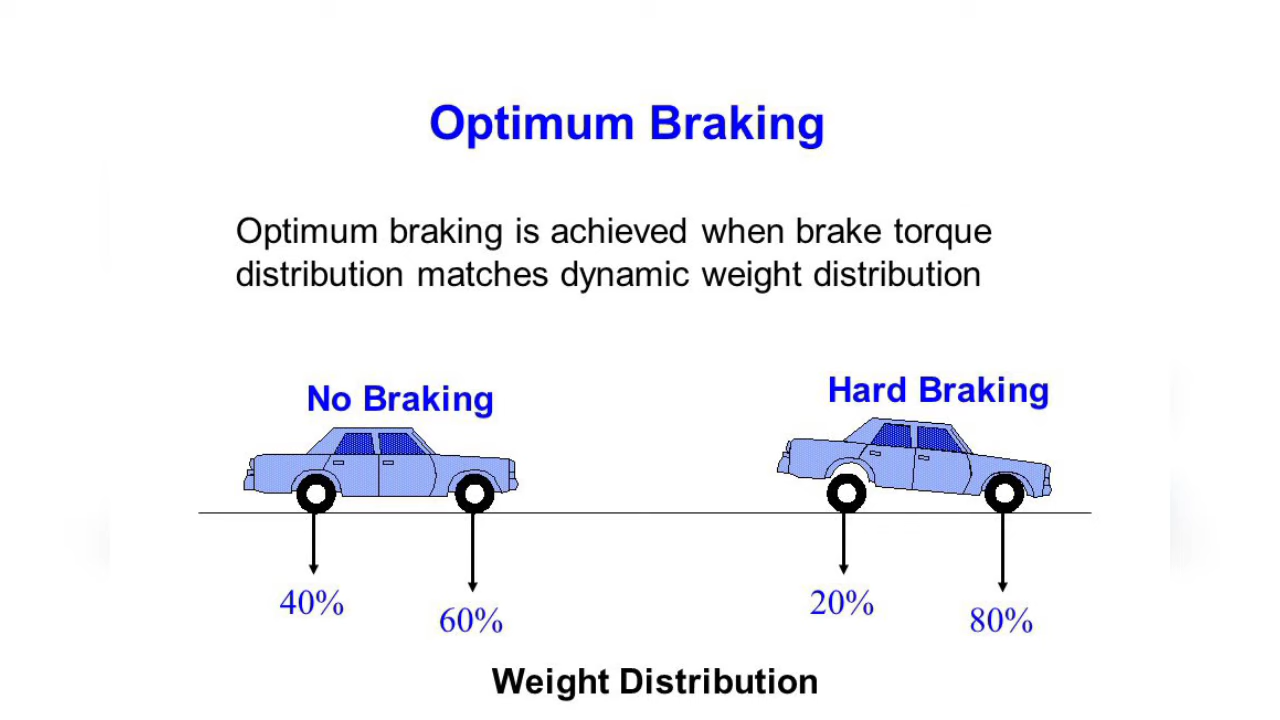 Optimum Braking
Optimum braking is achieved when brake torque
distribution matches dynamic weight distribution
No Braking
Hard Braking
40%
60%
20%
80%
Weight Distribution